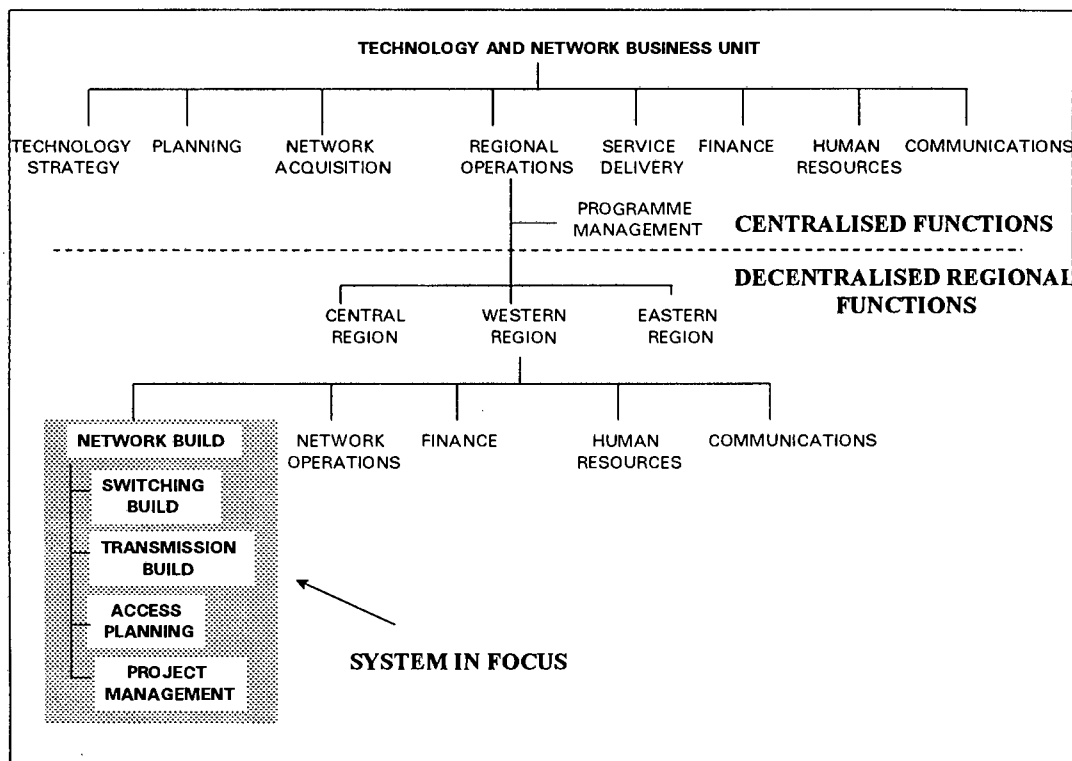 TECHNOLOGY AND NETWORK BUSINESS UNIT
TECHNOLOGY
STRATEGY
PLANNING
NETWORK
ACQUISITION
REGIONAL
OPERATIONS
SERVICE
DELIVERY
FINANCE
HUMAN
RESOURCES
COMMUNICATIONS
PROGRAMME
MANAGEMENT
CENTRALISED FUNCTIONS
DECENTRALISED REGIONAL
FUNCTIONS
CENTRAL
REGION
WESTERN
REGION
EASTERN
REGION
NETWORK BUILD
NETWORK
OPERATIONS
FINANCE
HUMAN
RESOURCES
COMMUNICATIONS
SWITCHING
BUILD
TRANSMISSION
BUILD
ACCESS
PLANNING
PROJECT
MANAGEMENT
SYSTEM IN FOCUS